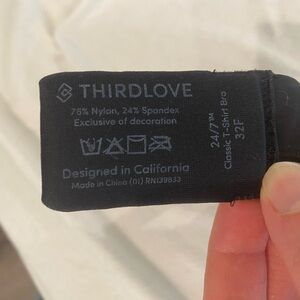 THIRDLOVE
76% Nylon, 24% Spandex
Exclusive of decoration
Designed in California
Made in China (01) RN139833
24/7™
Classic T-Shirt Bra
32F